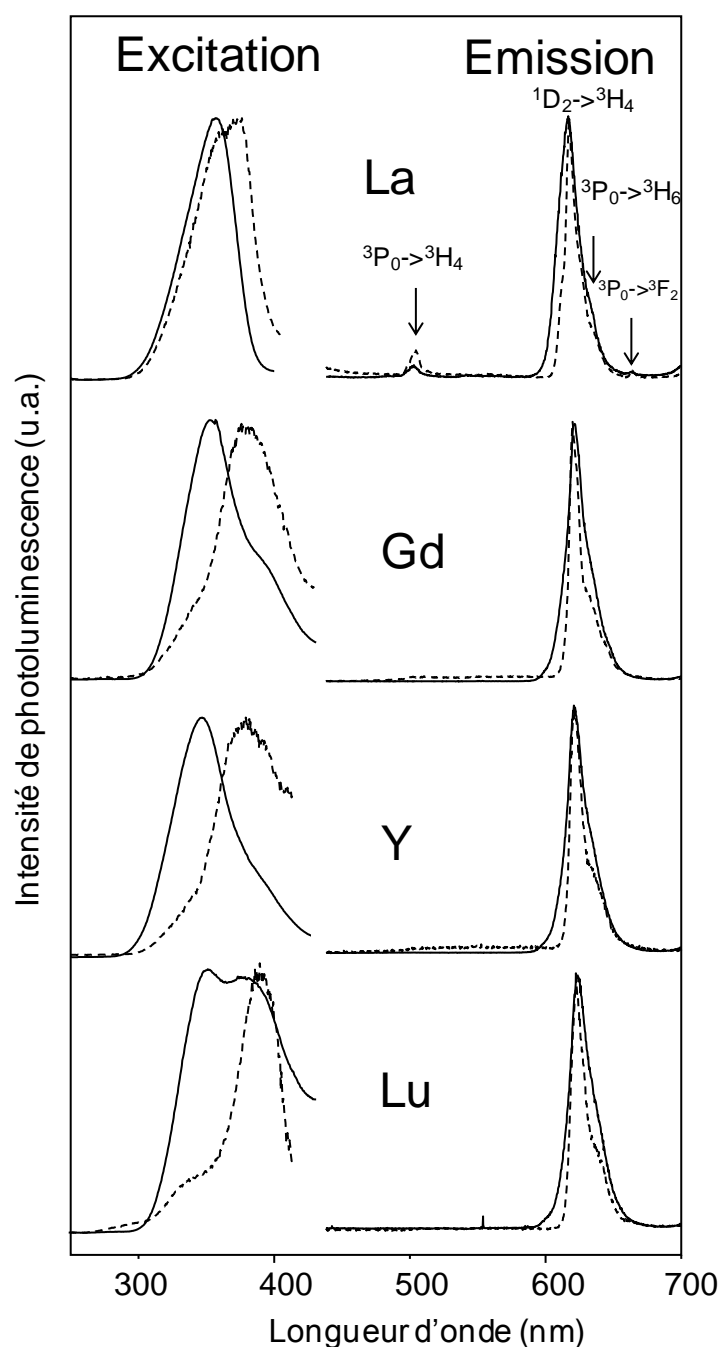 Excitation
Emission
¹D₂->³H₄
La
³P₀->³H₆
³P₀->³H₄
³P₀->³F₂
Gd
Y
Lu
Intensité de photoluminescence (u.a.)
300 400 500 600 700
Longueur d’onde (nm)